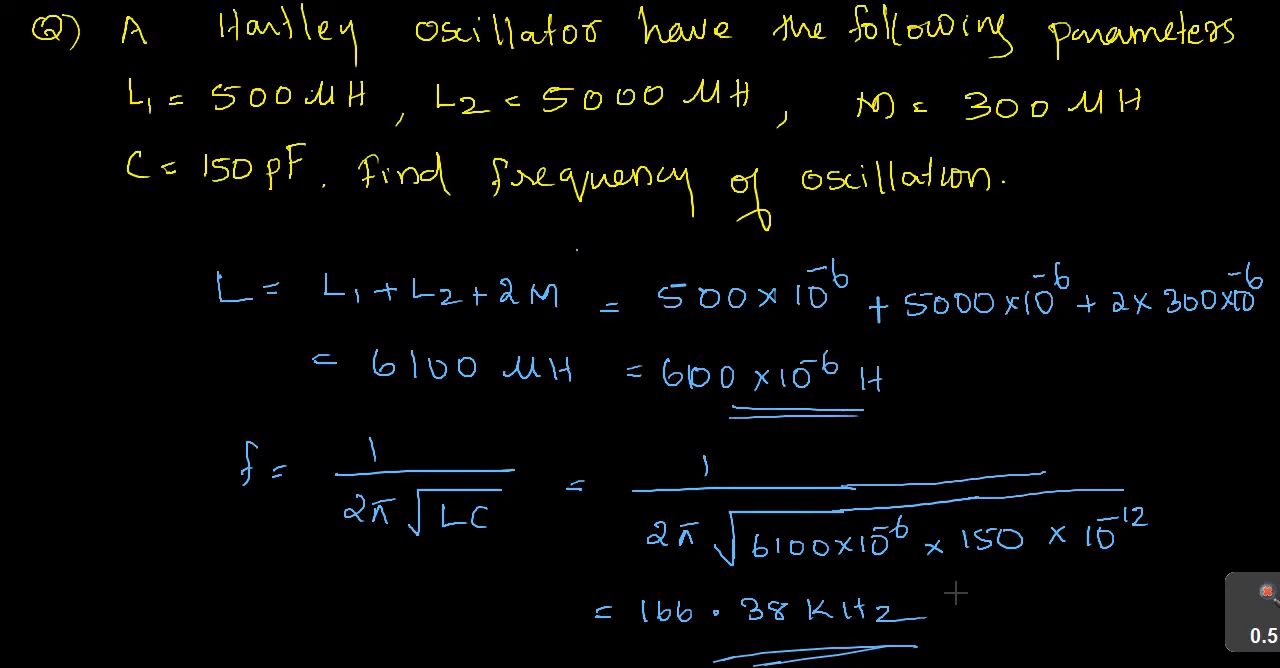 Q) A Hartley oscillator have the following parameters
L₁ = 500 μH, L2 = 5000 μH, M = 300 μH
C = 150 pF. Find frequency of oscillation.
L = L₁ + L₂ + 2M = 500 × 10⁻⁶ + 5000 × 10⁻⁶ + 2 × 300 × 10⁻⁶
= 6100 μH = 6100 × 10⁻⁶ H
f = 1 / 2π √LC = 1 / 2π √6100 × 10⁻⁶ × 150 × 10⁻¹²
= 166.38 KHz
0.5